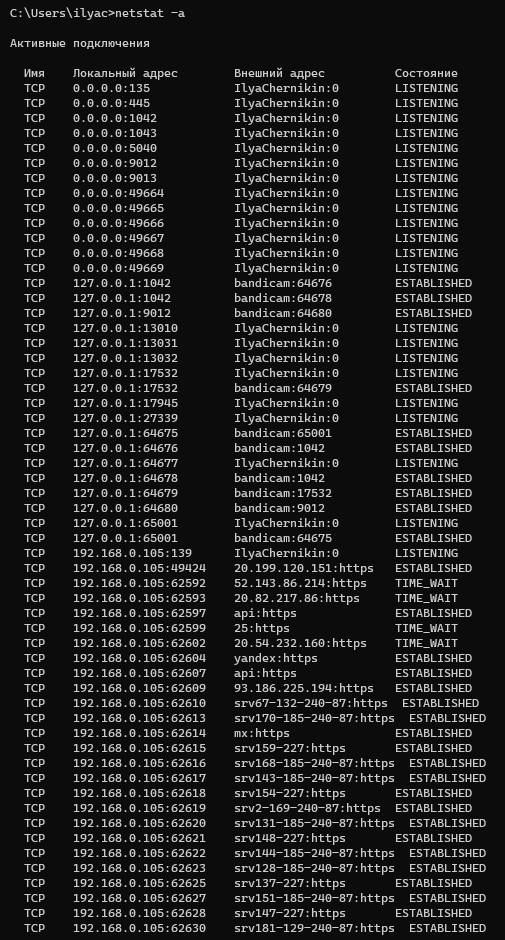 C:\Users\ilyac>netstat -a
Активные подключения
Имя Локальный адрес Внешний адрес Состояние
TCP 0.0.0.0:135 IlyaChernikin:0 LISTENING
TCP 0.0.0.0:445 IlyaChernikin:0 LISTENING
TCP 0.0.0.0:1042 IlyaChernikin:0 LISTENING
TCP 0.0.0.0:1043 IlyaChernikin:0 LISTENING
TCP 0.0.0.0:5040 IlyaChernikin:0 LISTENING
TCP 0.0.0.0:9012 IlyaChernikin:0 LISTENING
TCP 0.0.0.0:9013 IlyaChernikin:0 LISTENING
TCP 0.0.0.0:49664 IlyaChernikin:0 LISTENING
TCP 0.0.0.0:49665 IlyaChernikin:0 LISTENING
TCP 0.0.0.0:49666 IlyaChernikin:0 LISTENING
TCP 0.0.0.0:49667 IlyaChernikin:0 LISTENING
TCP 0.0.0.0:49668 IlyaChernikin:0 LISTENING
TCP 0.0.0.0:49669 IlyaChernikin:0 LISTENING
TCP 127.0.0.1:1042 bandicam:64676 ESTABLISHED
TCP 127.0.0.1:1042 bandicam:64678 ESTABLISHED
TCP 127.0.0.1:9012 bandicam:64680 ESTABLISHED
TCP 127.0.0.1:13010 IlyaChernikin:0 LISTENING
TCP 127.0.0.1:13031 IlyaChernikin:0 LISTENING
TCP 127.0.0.1:13032 IlyaChernikin:0 LISTENING
TCP 127.0.0.1:17532 IlyaChernikin:0 LISTENING
TCP 127.0.0.1:17532 bandicam:64679 ESTABLISHED
TCP 127.0.0.1:17945 IlyaChernikin:0 LISTENING
TCP 127.0.0.1:27339 IlyaChernikin:0 LISTENING
TCP 127.0.0.1:64675 bandicam:65001 ESTABLISHED
TCP 127.0.0.1:64676 bandicam:1042 ESTABLISHED
TCP 127.0.0.1:64677 IlyaChernikin:0 LISTENING
TCP 127.0.0.1:64678 bandicam:1042 ESTABLISHED
TCP 127.0.0.1:64679 bandicam:17532 ESTABLISHED
TCP 127.0.0.1:64680 bandicam:9012 ESTABLISHED
TCP 127.0.0.1:65001 IlyaChernikin:0 LISTENING
TCP 127.0.0.1:65001 bandicam:64675 ESTABLISHED
TCP 192.168.0.105:139 IlyaChernikin:0 LISTENING
TCP 192.168.0.105:49424 20.199.120.151:https ESTABLISHED
TCP 192.168.0.105:62592 52.143.86.214:https TIME_WAIT
TCP 192.168.0.105:62593 20.82.217.86:https TIME_WAIT
TCP 192.168.0.105:62597 api:https ESTABLISHED
TCP 192.168.0.105:62599 25:https TIME_WAIT
TCP 192.168.0.105:62602 20.54.232.160:https TIME_WAIT
TCP 192.168.0.105:62604 yandex:https ESTABLISHED
TCP 192.168.0.105:62607 api:https ESTABLISHED
TCP 192.168.0.105:62609 93.186.225.194:https ESTABLISHED
TCP 192.168.0.105:62610 srv67-132-240-87:https ESTABLISHED
TCP 192.168.0.105:62613 srv170-185-240-87:https ESTABLISHED
TCP 192.168.0.105:62614 mx:https ESTABLISHED
TCP 192.168.0.105:62615 srv159-227:https ESTABLISHED
TCP 192.168.0.105:62616 srv168-185-240-87:https ESTABLISHED
TCP 192.168.0.105:62617 srv143-185-240-87:https ESTABLISHED
TCP 192.168.0.105:62618 srv154-227:https ESTABLISHED
TCP 192.168.0.105:62619 srv2-169-240-87:https ESTABLISHED
TCP 192.168.0.105:62620 srv131-185-240-87:https ESTABLISHED
TCP 192.168.0.105:62621 srv148-227:https ESTABLISHED
TCP 192.168.0.105:62622 srv144-185-240-87:https ESTABLISHED
TCP 192.168.0.105:62623 srv128-185-240-87:https ESTABLISHED
TCP 192.168.0.105:62625 srv137-227:https ESTABLISHED
TCP 192.168.0.105:62627 srv151-185-240-87:https ESTABLISHED
TCP 192.168.0.105:62628 srv147-227:https ESTABLISHED
TCP 192.168.0.105:62630 srv181-129-240-87:https ESTABLISHED